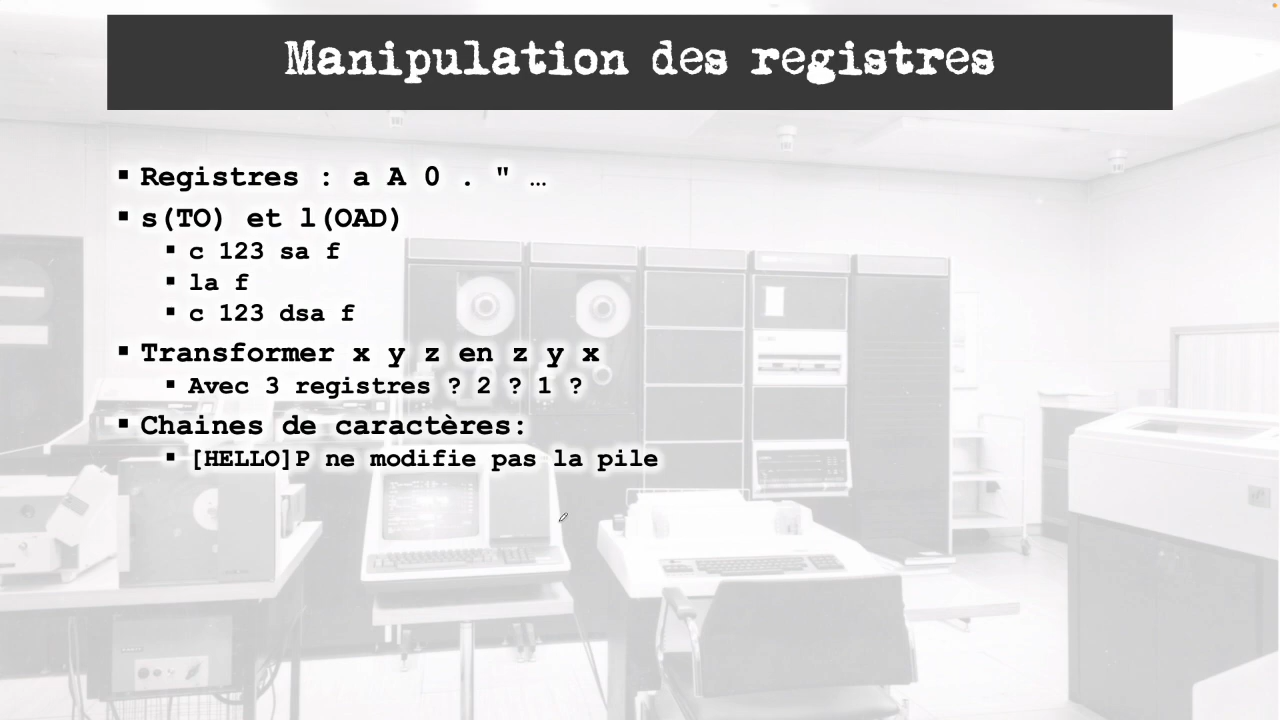 Manipulation des registres
▪ Registres : a A 0 . " …
▪ s(TO) et l(OAD)
▪ c 123 sa f
▪ la f
▪ c 123 dsa f
▪ Transformer x y z en z y x
▪ Avec 3 registres ? 2 ? 1 ?
▪ Chaines de caractères:
▪ [HELLO]P ne modifie pas la pile